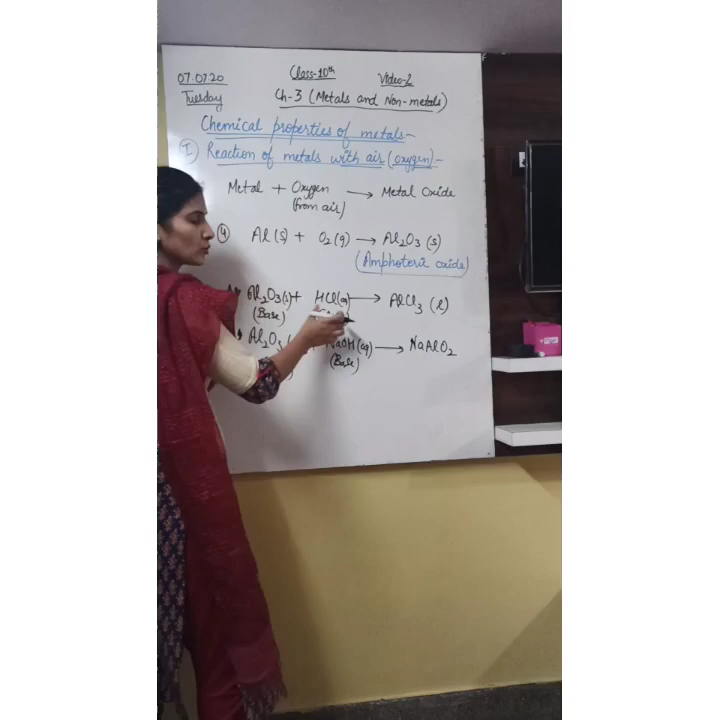 07.07.20 Class-10th Video-2
Tuesday Ch-3 (Metals and Non-metals)
Chemical properties of metals-
I) Reaction of metals with air (oxygen)-
Metal + Oxygen → Metal Oxide
(from air)
4) Al(s) + O2(g) → Al2O3(s)
(Amphoteric oxide)
Al2O3(s) + HCl(aq) → AlCl3 (l)
(Base)
Al2O3 + NaOH(aq) → NaAlO2
(Base)